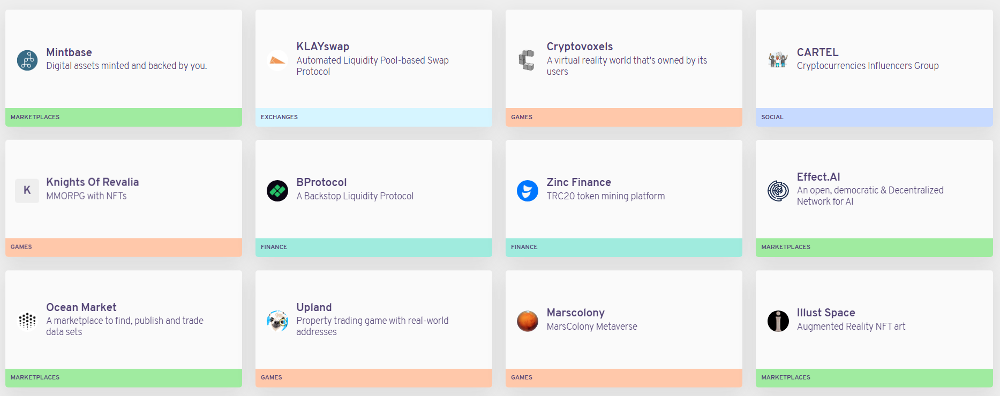 Mintbase
Digital assets minted and backed by you.
MARKETPLACES
KLAYswap
Automated Liquidity Pool-based Swap
Protocol
EXCHANGES
Cryptovoxels
A virtual reality world that's owned by its
users
GAMES
CARTEL
Cryptocurrencies Influencers Group
SOCIAL
K
Knights Of Revalia
MMORPG with NFTs
GAMES
BProtocol
A Backstop Liquidity Protocol
FINANCE
Zinc Finance
TRC20 token mining platform
FINANCE
Effect.AI
An open, democratic & Decentralized
Network for AI
MARKETPLACES
Ocean Market
A marketplace to find, publish and trade
data sets
MARKETPLACES
Upland
Property trading game with real-world
addresses
GAMES
Marscolony
MarsColony Metaverse
GAMES
i
Illust Space
Augmented Reality NFT art
MARKETPLACES